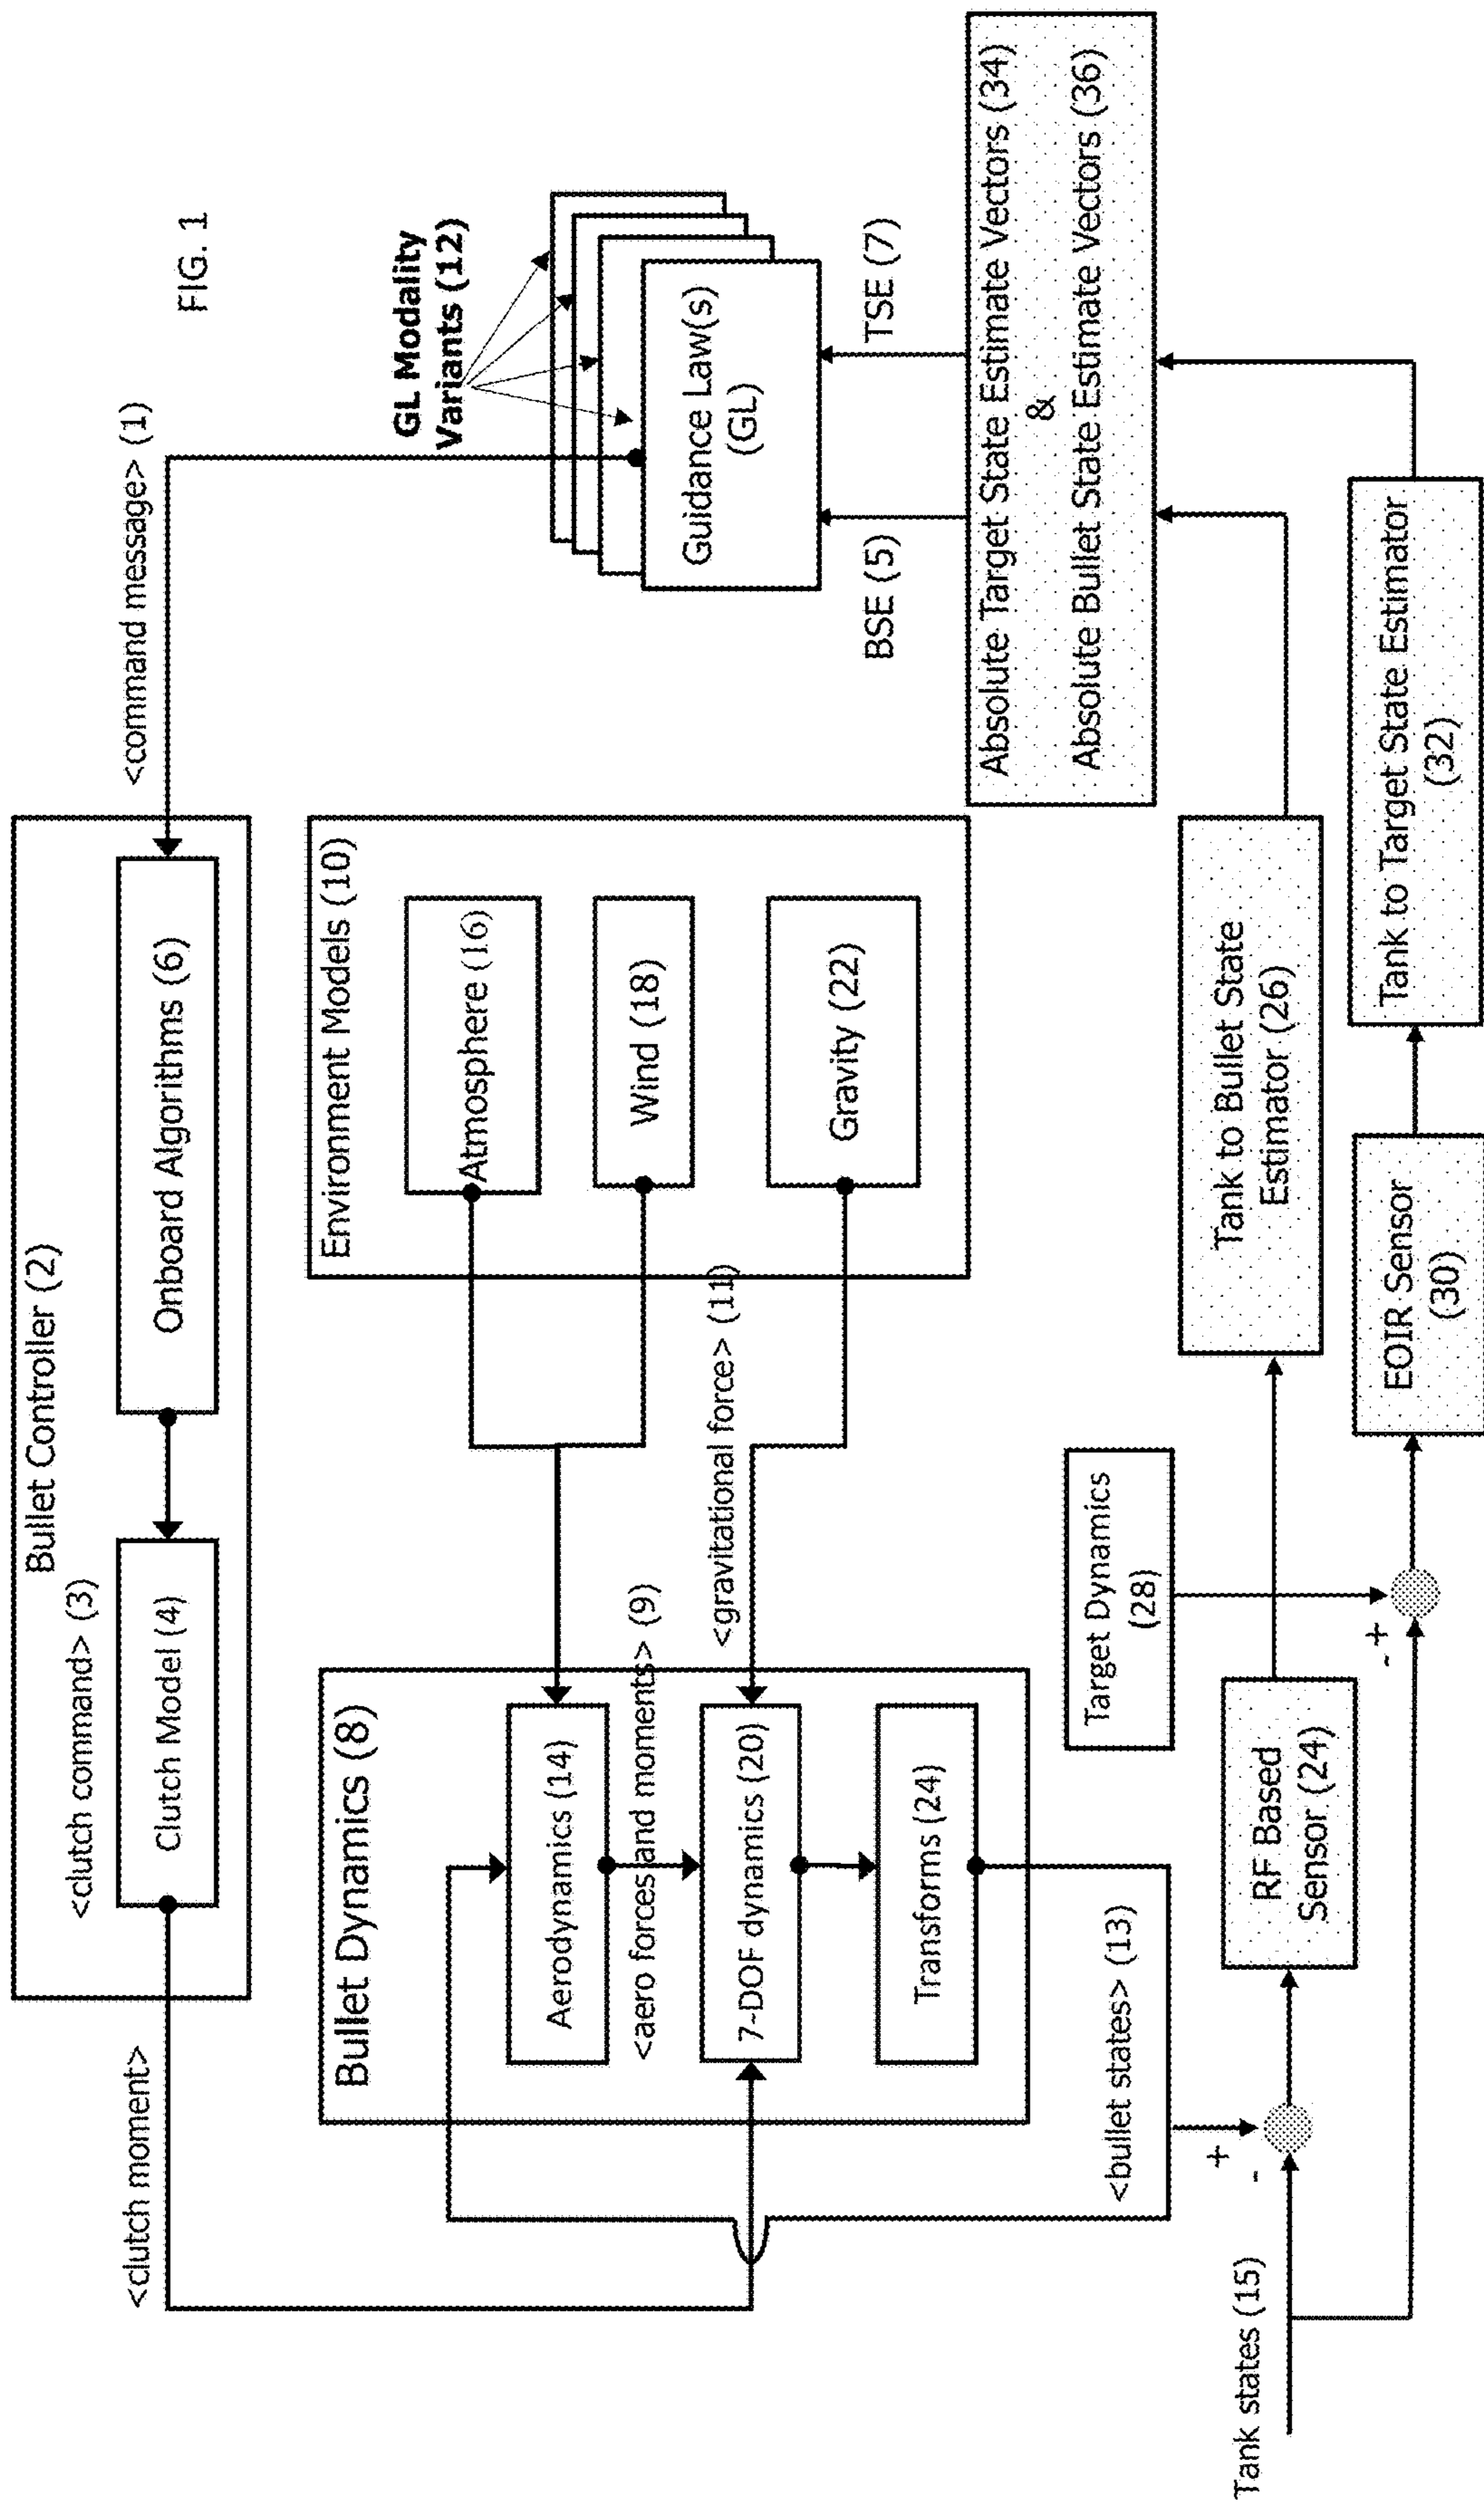 FIG. 1
Bullet Controller (2)
<clutch command> (3)
<clutch moment>
Clutch Model (4)
Onboard Algorithms (6)
<command message> (1)
GL Modality
Variants (12)
Guidance Law(s)
(GL)
BSE (5)
TSE (7)
Bullet Dynamics (8)
Aerodynamics (14)
<aero forces and moments> (9)
7-DOF dynamics (20)
<gravitational force> (11)
Transforms (24)
<bullet states> (13)
Environment Models (10)
Atmosphere (16)
Wind (18)
Gravity (22)
Absolute Target State Estimate Vectors (34)
&
Absolute Bullet State Estimate Vectors (36)
Target Dynamics
(28)
Tank states (15)
+
-
RF Based
Sensor (24)
Tank to Bullet State
Estimator (26)
- +
EOIR Sensor
(30)
Tank to Target State Estimator
(32)